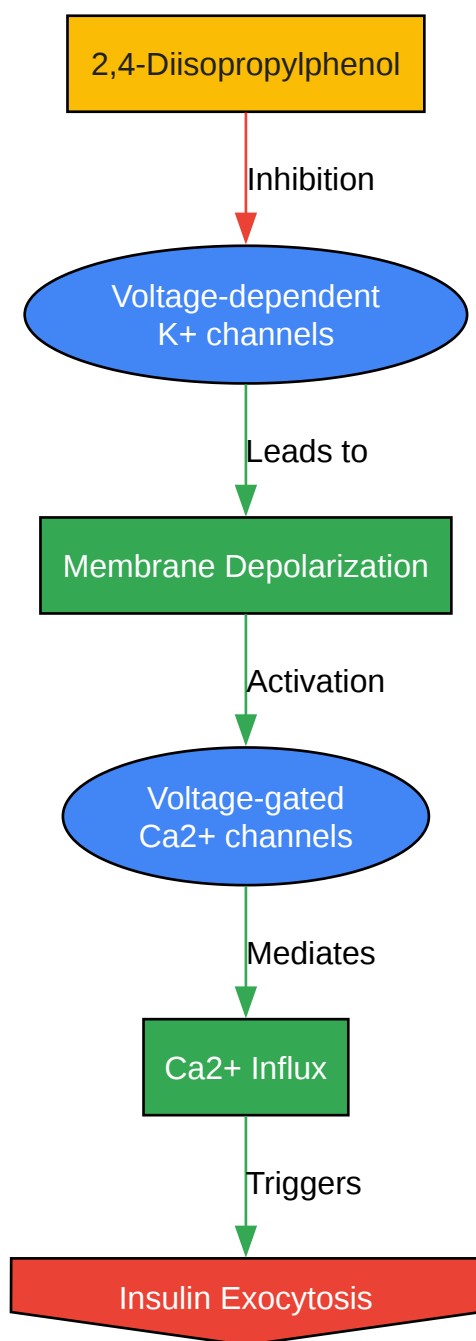 2,4-Diisopropylphenol
Inhibition
Voltage-dependent
K+ channels
Leads to
Membrane Depolarization
Activation
Voltage-gated
Ca2+ channels
Mediates
Ca2+ Influx
Triggers
Insulin Exocytosis